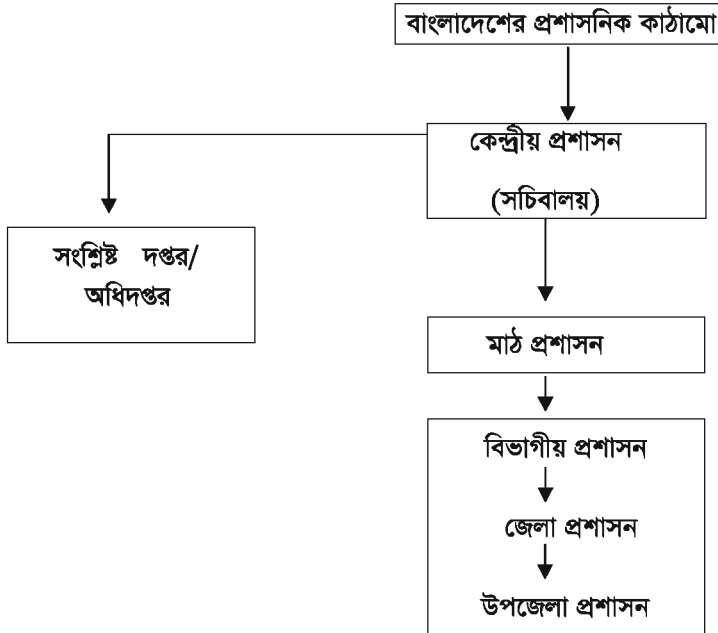 বাংলাদেশের প্রশাসনিক কাঠামো
কেন্দ্রীয় প্রশাসন
(সচিবালয়)
সংশ্লিষ্ট দপ্তর/
অধিদপ্তর
মাঠ প্রশাসন
বিভাগীয় প্রশাসন
জেলা প্রশাসন
উপজেলা প্রশাসন